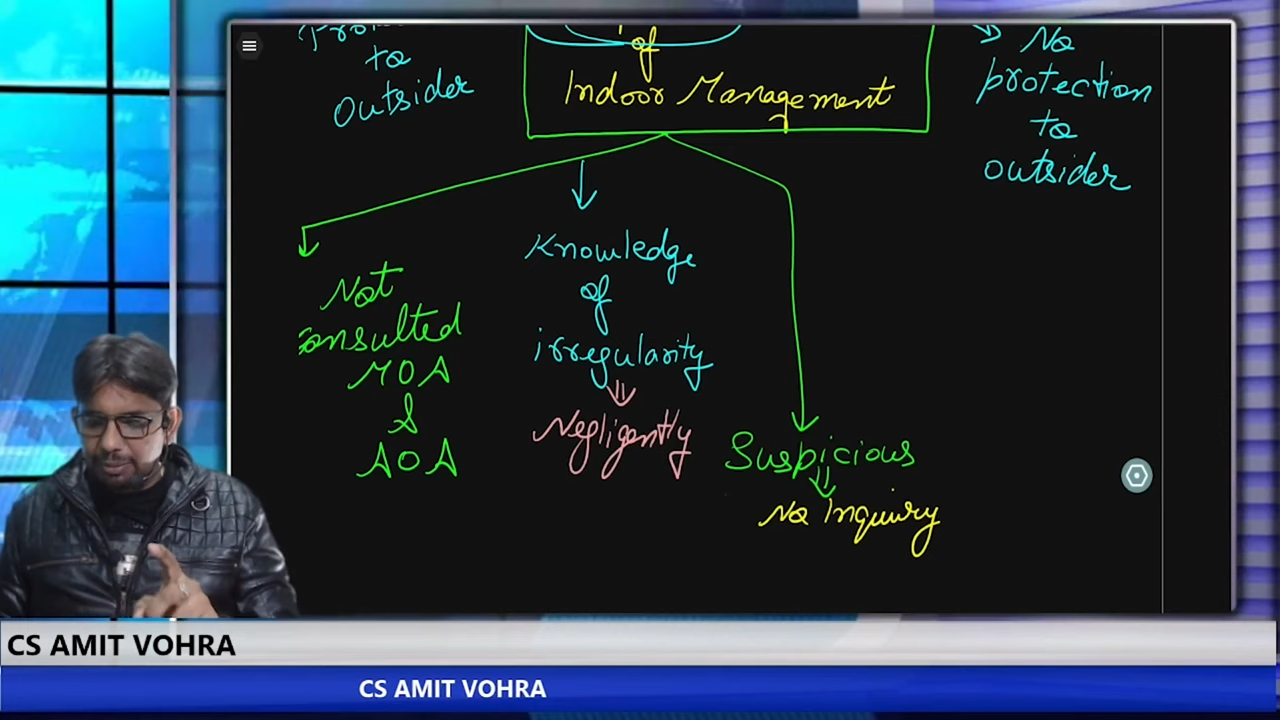 to
outsider
of
Indoor Management
No
protection
to
outsider
Not
consulted
MOA
&
AOA
Knowledge
of
irregularity
Negligently
Suspicious
No Inquiry
CS AMIT VOHRA
CS AMIT VOHRA